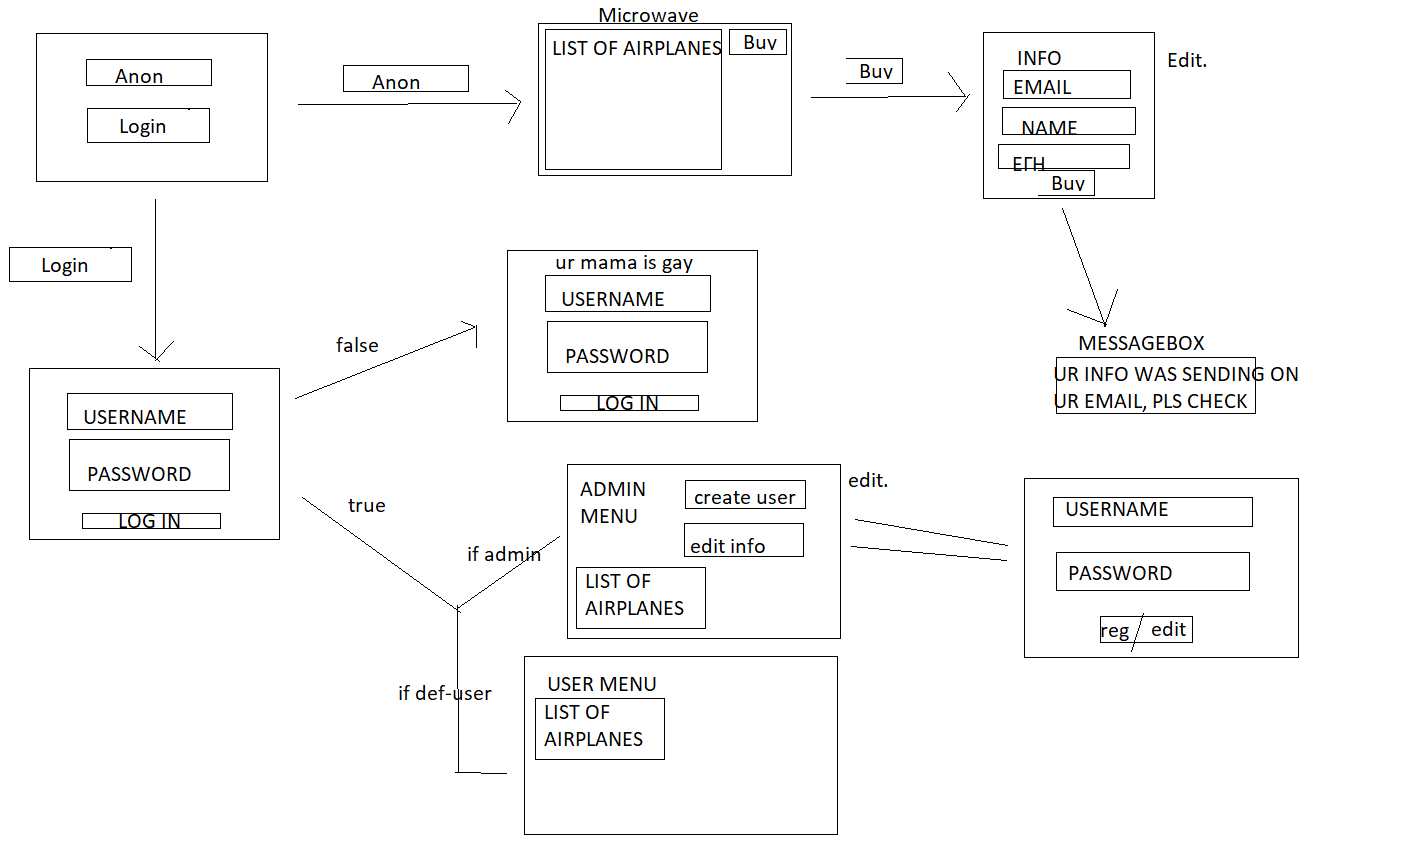 Microwave
Anon
Login
Anon
LIST OF AIRPLANES
Buy
Buy
INFO
EMAIL
NAME
ЕГН
Buy
Edit.
Login
ur mama is gay
USERNAME
PASSWORD
LOG IN
false
MESSAGEBOX
UR INFO WAS SENDING ON
UR EMAIL, PLS CHECK
USERNAME
PASSWORD
LOG IN
true
if admin
ADMIN
MENU
create user
edit info
LIST OF
AIRPLANES
edit.
USERNAME
PASSWORD
reg / edit
if def-user
USER MENU
LIST OF
AIRPLANES